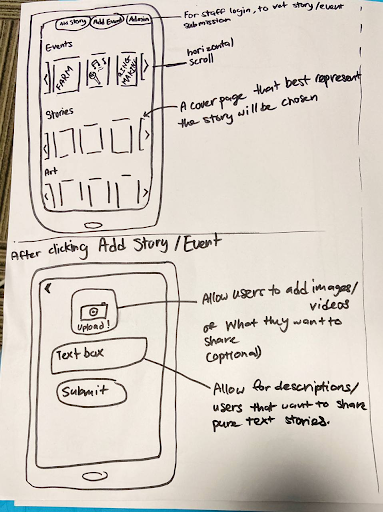 Add Story Add Event Admin
For staff login, to vet story/event
submission
Events
horizontal
scroll
FARM
RING
MAKING
Stories
A cover page that best represent
the story will be chosen
Art
After clicking Add Story/Event
Allow users to add images/
videos
of what they want to
share
(optional)
Upload!
Text box
Submit
Allow for descriptions/
users that want to share
pure text stories.